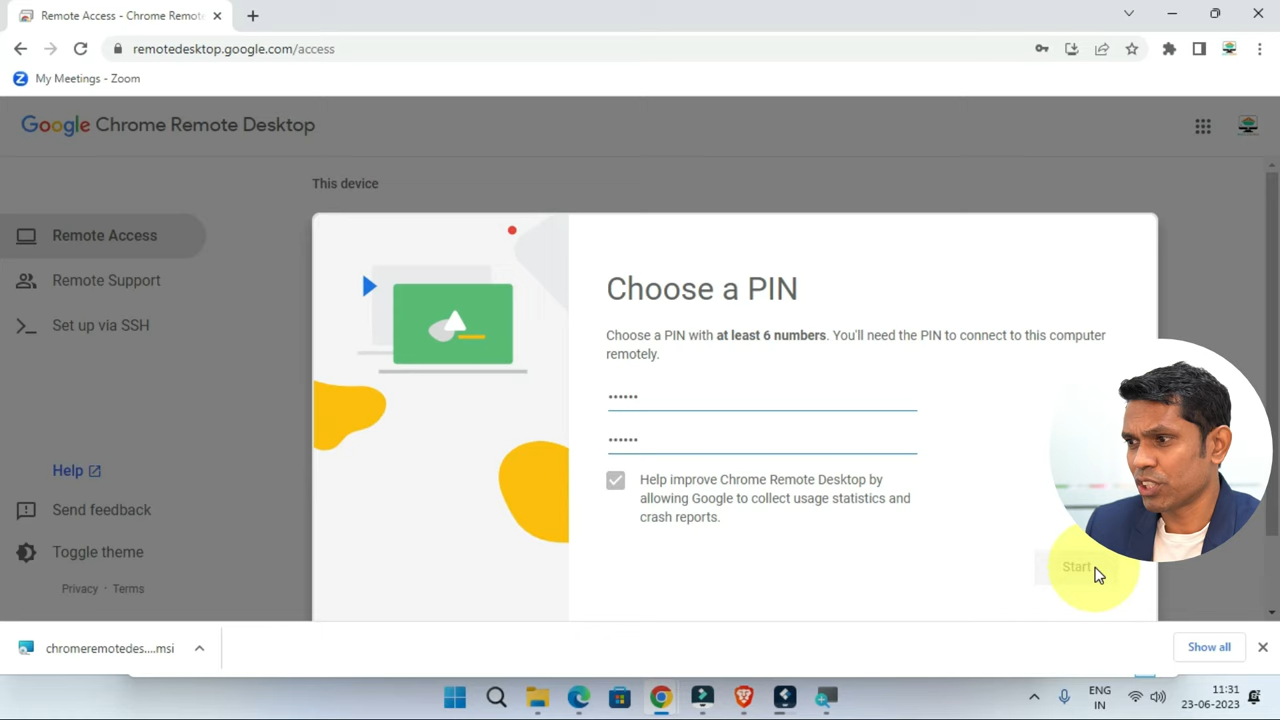 Remote Access - Chrome Remot
remotedesktop.google.com/access
My Meetings - Zoom
Google Chrome Remote Desktop
This device
Remote Access
Remote Support
Set up via SSH
Choose a PIN
Choose a PIN with at least 6 numbers. You'll need the PIN to connect to this computer
remotely.
••••••
••••••
Help improve Chrome Remote Desktop by
allowing Google to collect usage statistics and
crash reports.
Start
Help
Send feedback
Toggle theme
Privacy · Terms
chromeremotedes....msi
Show all
ENG
IN
11:31
23-06-2023